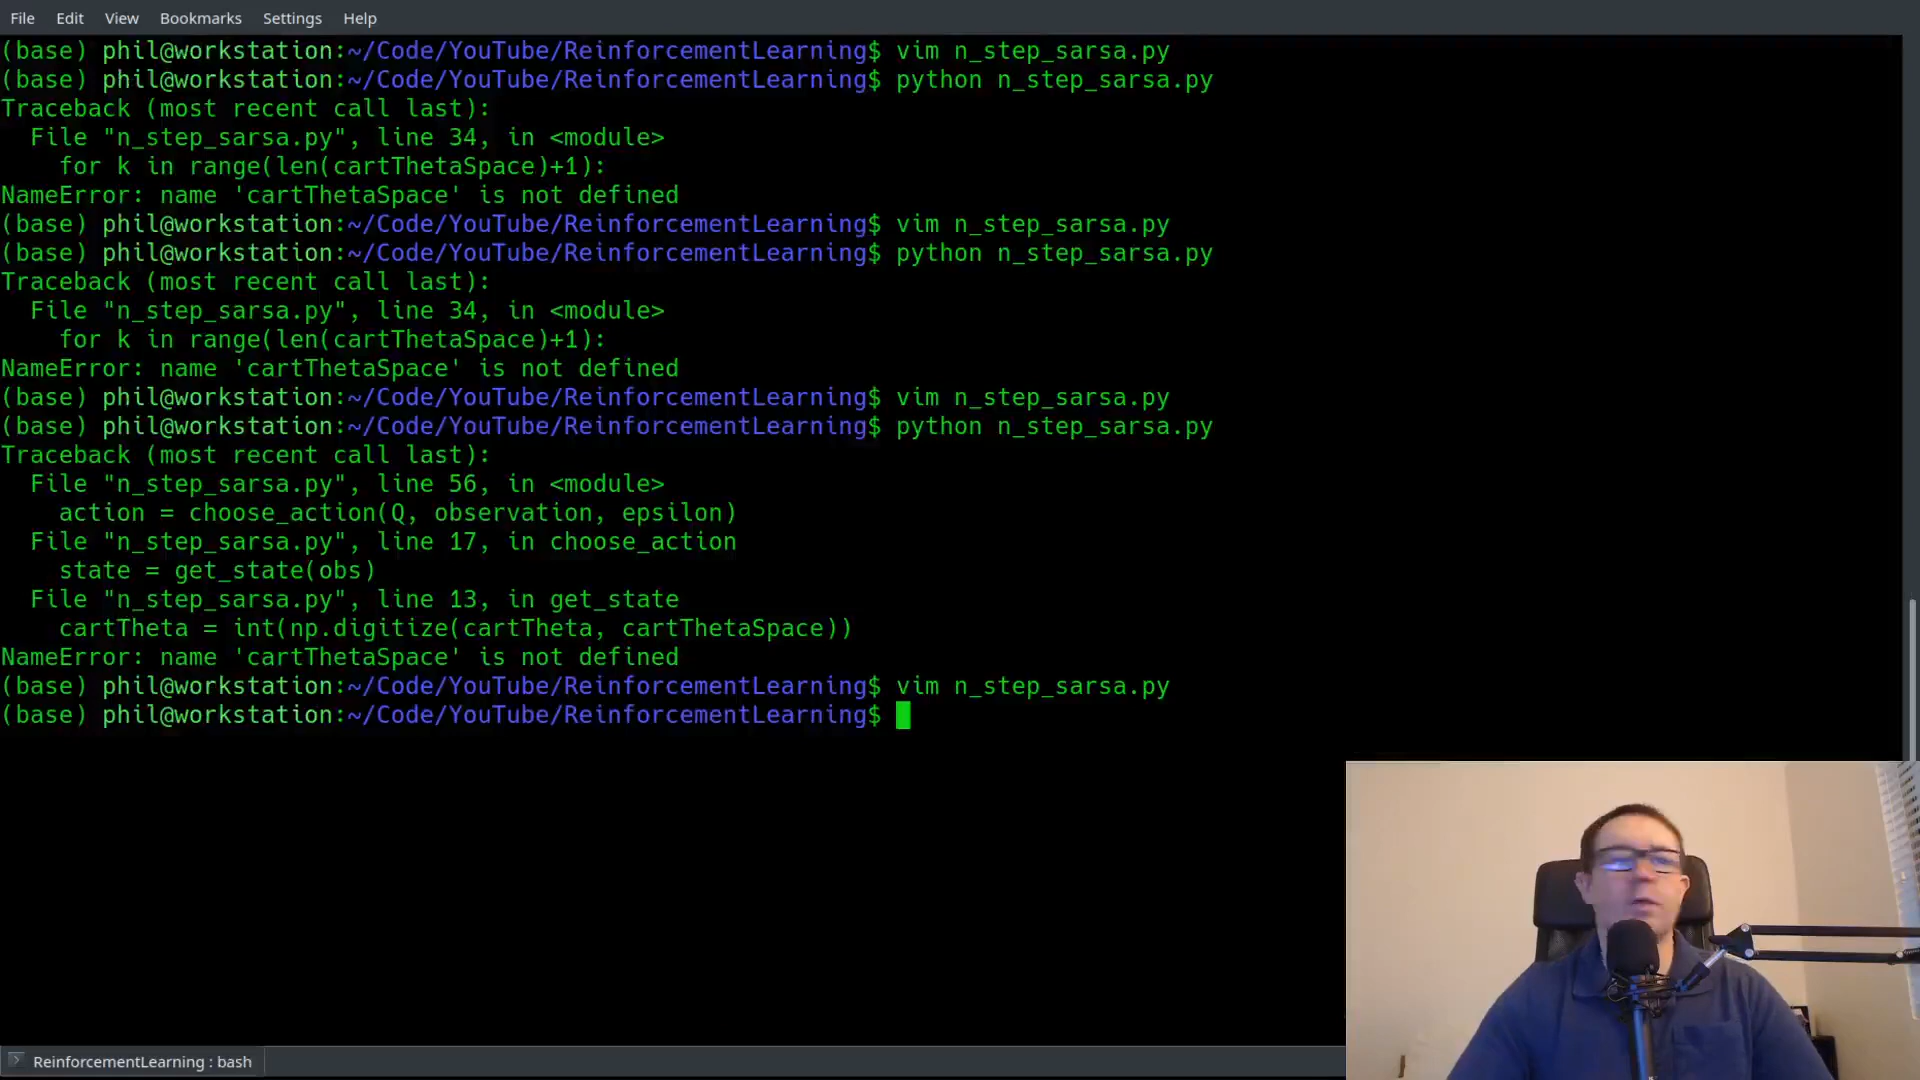 File Edit View Bookmarks Settings Help
(base) phil@workstation:~/Code/YouTube/ReinforcementLearning$ vim n_step_sarsa.py
(base) phil@workstation:~/Code/YouTube/ReinforcementLearning$ python n_step_sarsa.py
Traceback (most recent call last):
  File "n_step_sarsa.py", line 34, in <module>
    for k in range(len(cartThetaSpace)+1):
NameError: name 'cartThetaSpace' is not defined
(base) phil@workstation:~/Code/YouTube/ReinforcementLearning$ vim n_step_sarsa.py
(base) phil@workstation:~/Code/YouTube/ReinforcementLearning$ python n_step_sarsa.py
Traceback (most recent call last):
  File "n_step_sarsa.py", line 34, in <module>
    for k in range(len(cartThetaSpace)+1):
NameError: name 'cartThetaSpace' is not defined
(base) phil@workstation:~/Code/YouTube/ReinforcementLearning$ vim n_step_sarsa.py
(base) phil@workstation:~/Code/YouTube/ReinforcementLearning$ python n_step_sarsa.py
Traceback (most recent call last):
  File "n_step_sarsa.py", line 56, in <module>
    action = choose_action(Q, observation, epsilon)
  File "n_step_sarsa.py", line 17, in choose_action
    state = get_state(obs)
  File "n_step_sarsa.py", line 13, in get_state
    cartTheta = int(np.digitize(cartTheta, cartThetaSpace))
NameError: name 'cartThetaSpace' is not defined
(base) phil@workstation:~/Code/YouTube/ReinforcementLearning$ vim n_step_sarsa.py
(base) phil@workstation:~/Code/YouTube/ReinforcementLearning$
ReinforcementLearning : bash